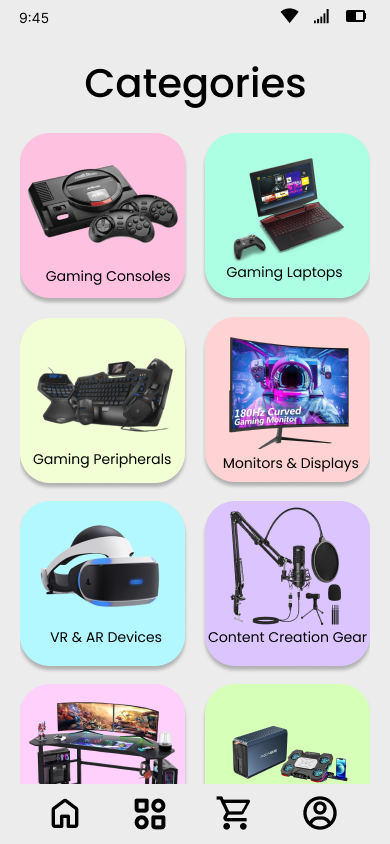 9:45
Categories
Gaming Consoles
Gaming Laptops
Gaming Peripherals
180Hz Curved
Gaming Monitor
Monitors & Displays
VR & AR Devices
Content Creation Gear